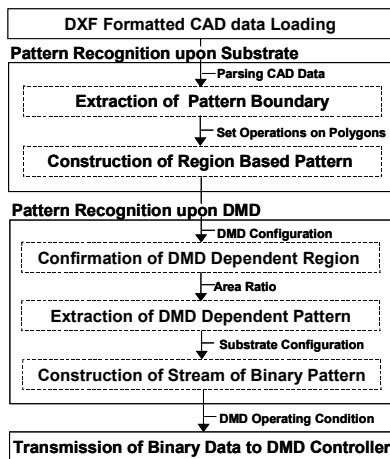 DXF Formatted CAD data Loading
Pattern Recognition upon Substrate
Parsing CAD Data
Extraction of Pattern Boundary
Set Operations on Polygons
Construction of Region Based Pattern
Pattern Recognition upon DMD
DMD Configuration
Confirmation of DMD Dependent Region
Area Ratio
Extraction of DMD Dependent Pattern
Substrate Configuration
Construction of Stream of Binary Pattern
DMD Operating Condition
Transmission of Binary Data to DMD Controller